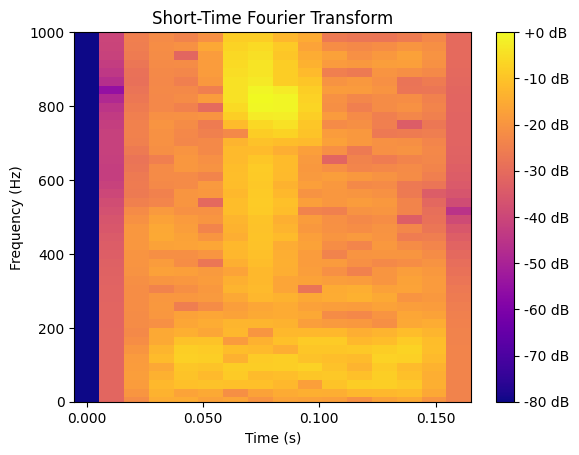 Short-Time Fourier Transform
1000
800
600
400
200
0
Frequency (Hz)
0.000
0.050
0.100
0.150
Time (s)
+0 dB
-10 dB
-20 dB
-30 dB
-40 dB
-50 dB
-60 dB
-70 dB
-80 dB